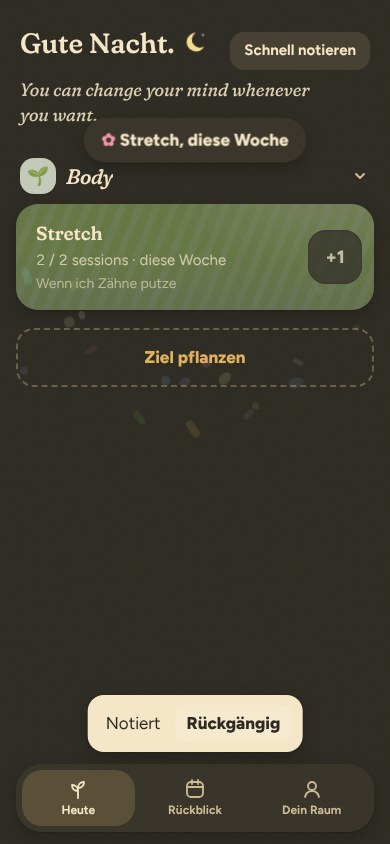 Gute Nacht.
Schnell notieren
You can change your mind whenever
you want.
Stretch, diese Woche
Body
Stretch
2 / 2 sessions · diese Woche
Wenn ich Zähne putze
+1
Ziel pflanzen
Notiert
Rückgängig
Heute
Rückblick
Dein Raum